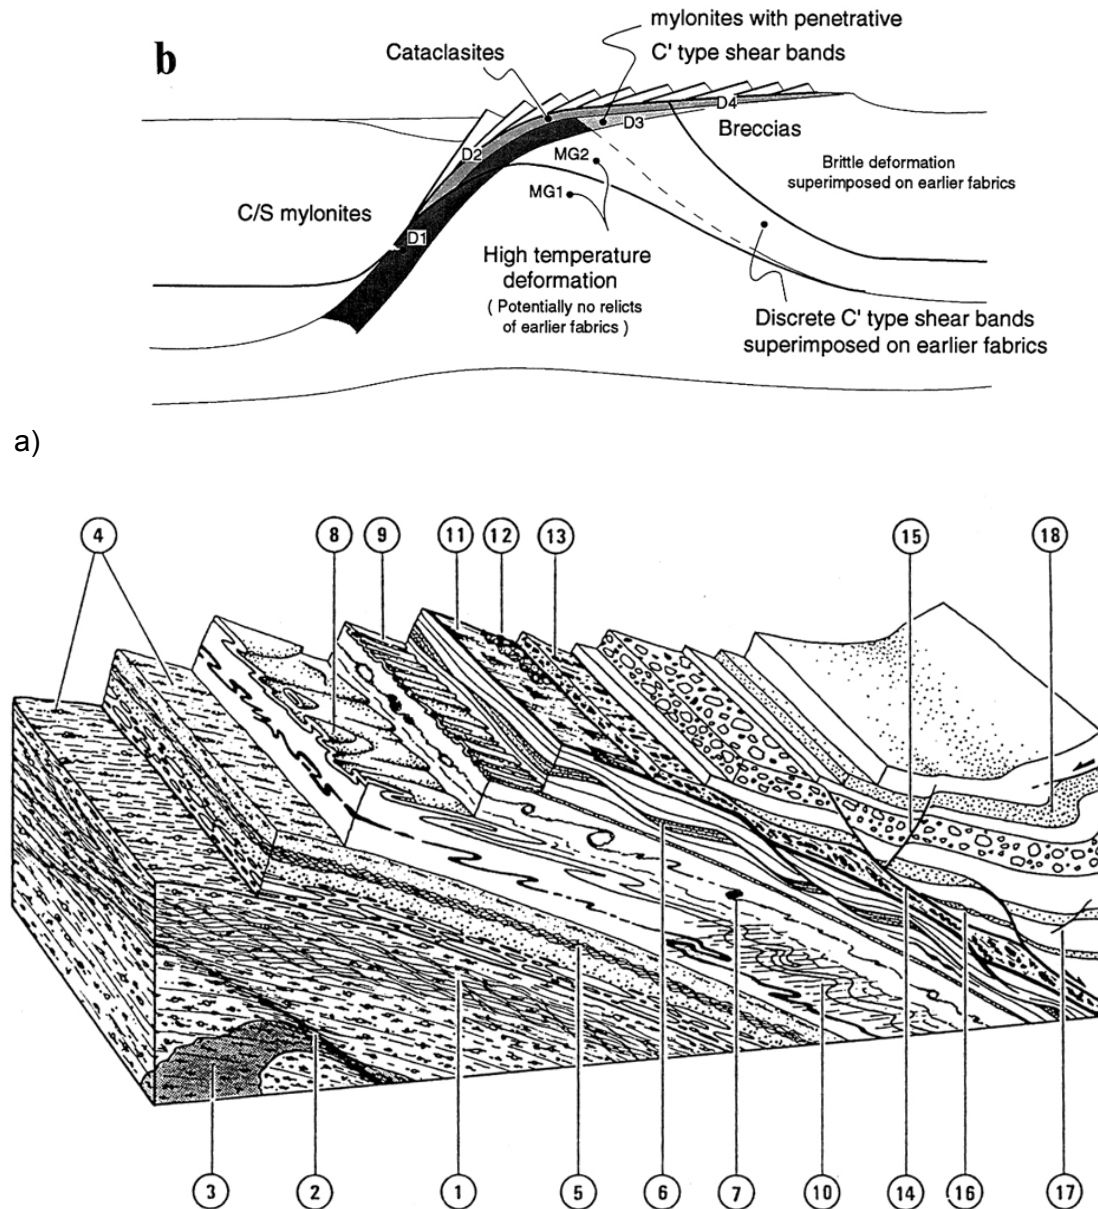 b
mylonites with penetrative
C' type shear bands
Cataclasites
D4
D3
Breccias
D2
MG2
Brittle deformation
superimposed on earlier fabrics
MG1
C/S mylonites
D1
High temperature
deformation
( Potentially no relicts
of earlier fabrics )
Discrete C' type shear bands
superimposed on earlier fabrics
a)
4 8 9 11 12 13 15 18
3 2 1 5 6 7 10 14 16 17